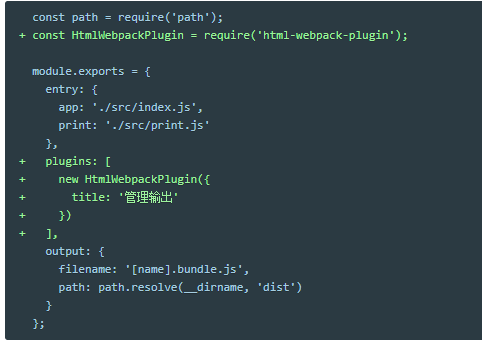 const path = require('path');
+ const HtmlWebpackPlugin = require('html-webpack-plugin');

  module.exports = {
    entry: {
      app: './src/index.js',
      print: './src/print.js'
    },
+   plugins: [
+     new HtmlWebpackPlugin({
+       title: '管理输出'
+     })
+   ],
    output: {
      filename: '[name].bundle.js',
      path: path.resolve(__dirname, 'dist')
    }
  };